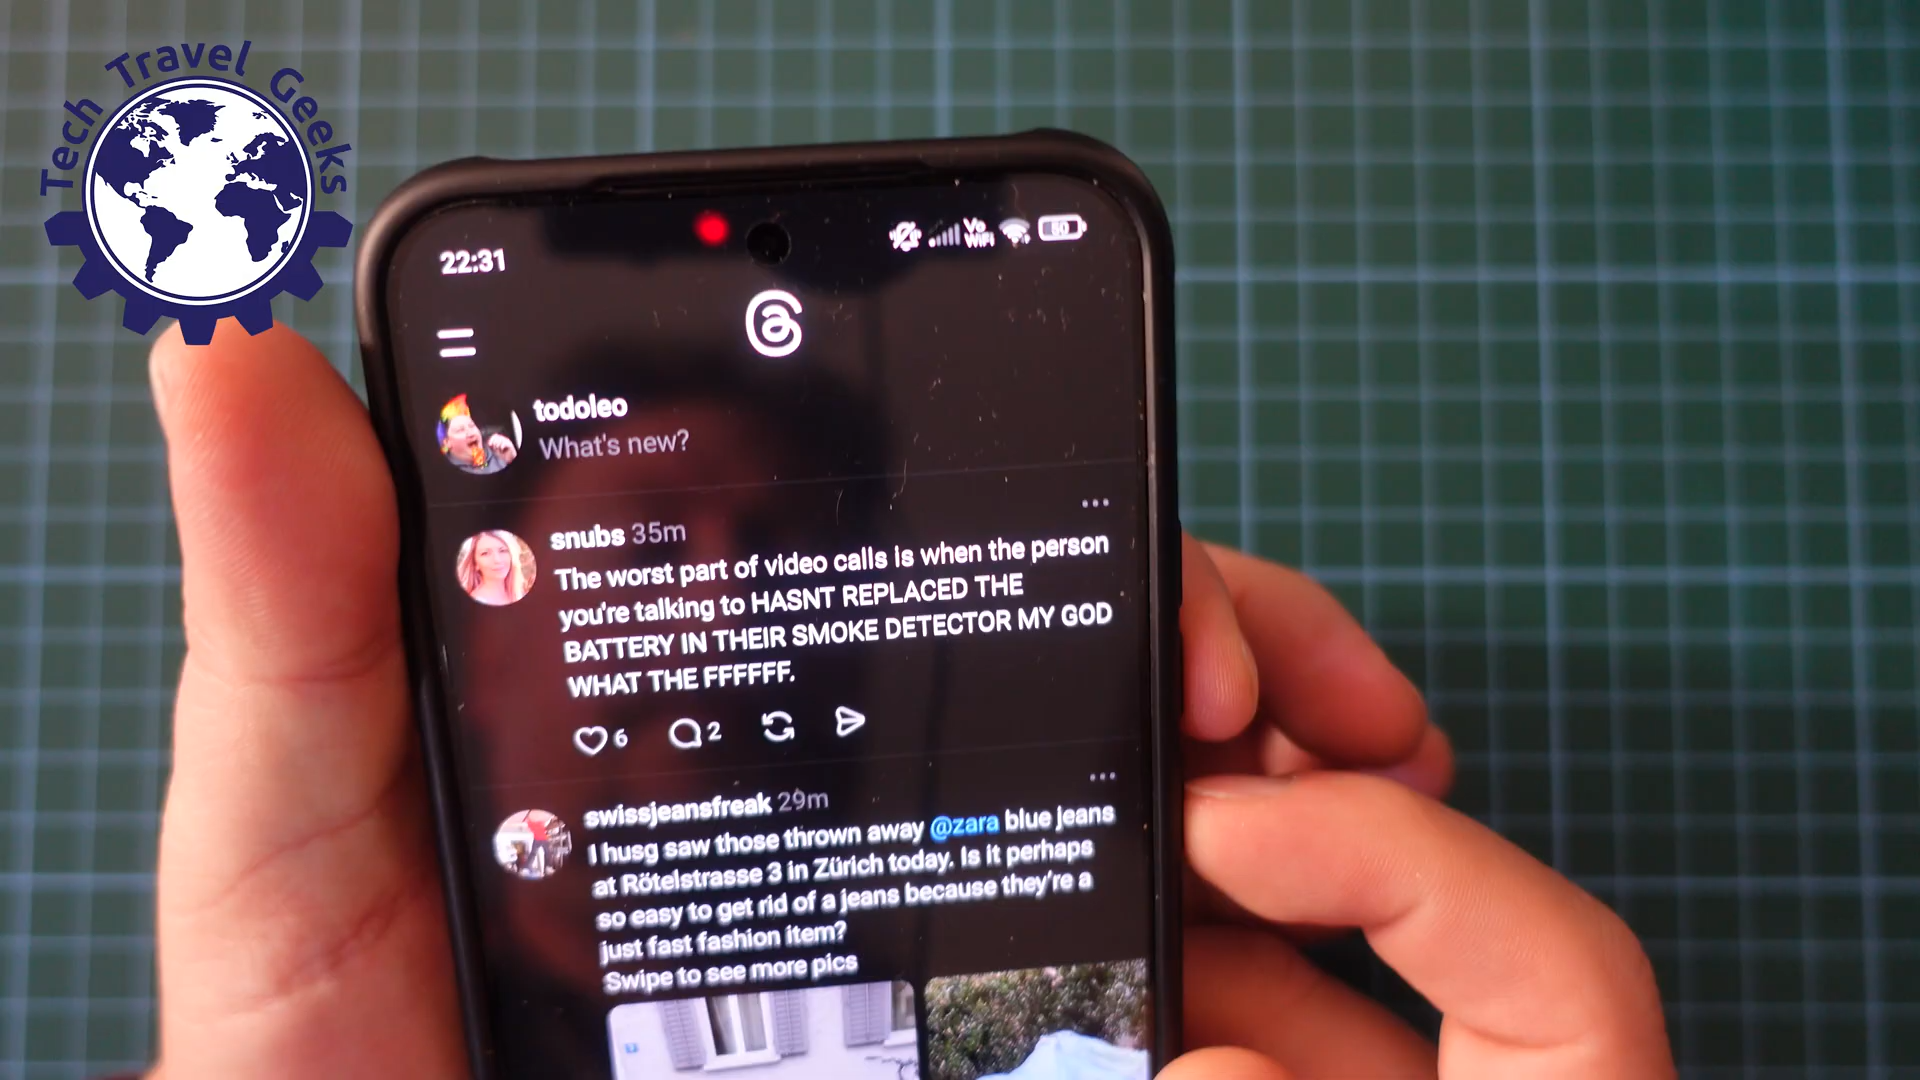 Tech Travel Geeks
22:31
Vo
WiFi
60
todoleo
What's new?
snubs 35m
The worst part of video calls is when the person
you're talking to HASNT REPLACED THE
BATTERY IN THEIR SMOKE DETECTOR MY GOD
WHAT THE FFFFFF.
6
2
swissjeansfreak 29m
I husg saw those thrown away @zara blue jeans
at Rötelstrasse 3 in Zürich today. Is it perhaps
so easy to get rid of a jeans because they're a
just fast fashion item?
Swipe to see more pics